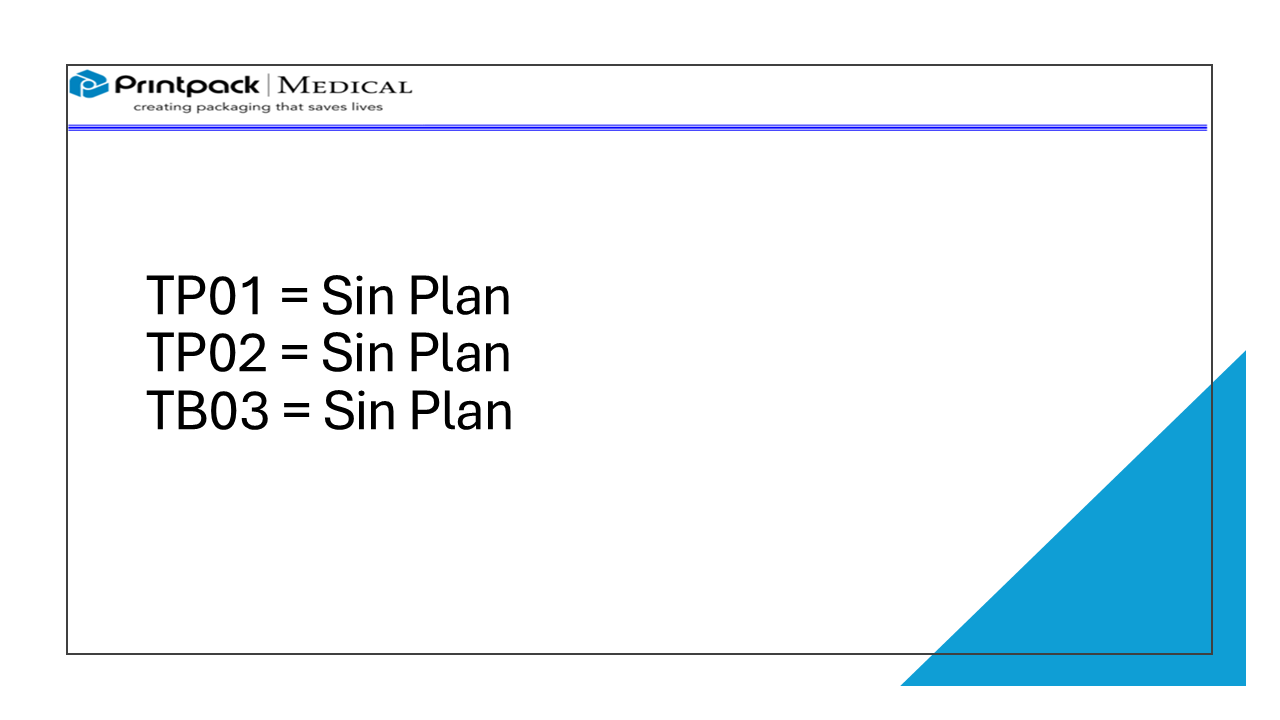 Printpack | MEDICAL
creating packaging that saves lives
TP01 = Sin Plan
TP02 = Sin Plan
TB03 = Sin Plan